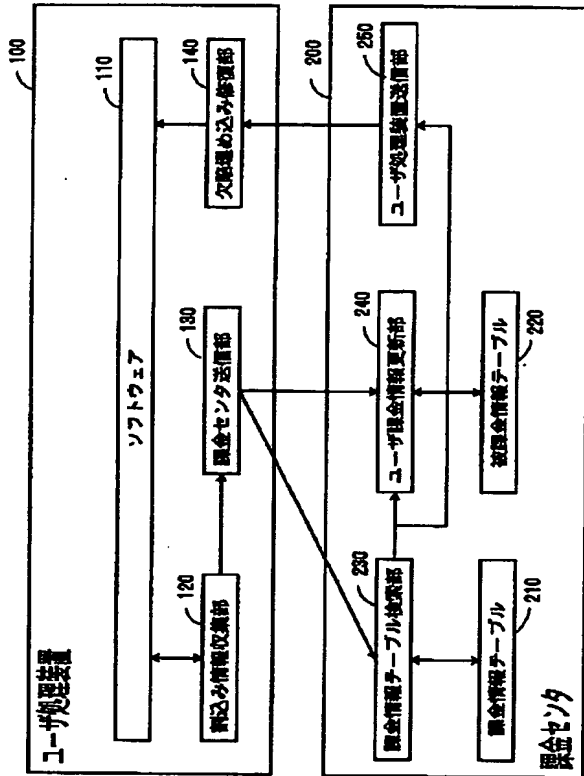 ユーザ処理装置
100
ソフトウェア
110
割込み情報収集部
120
課金センタ送信部
130
欠陥埋め込み修復部
140
200
課金情報テーブル検索部
230
ユーザ課金情報更新部
240
ユーザ処理装置送信部
250
課金情報テーブル
210
被課金情報テーブル
220
課金センタ